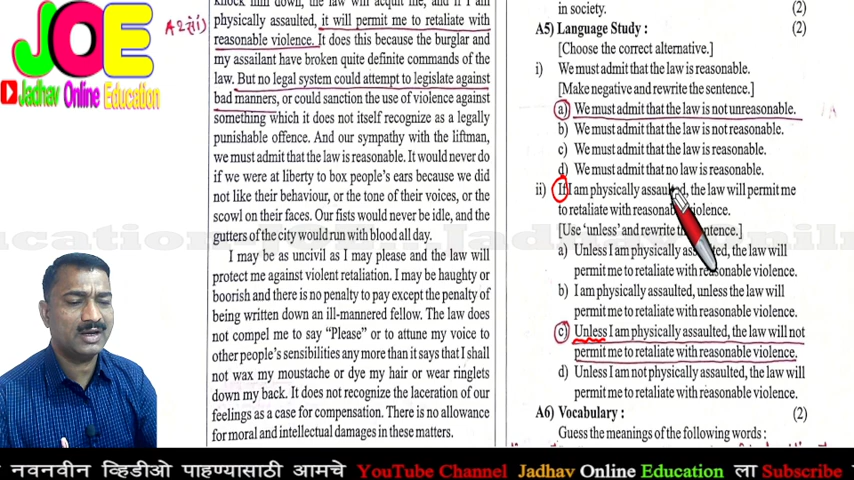 JOE
Jadhav Online Education
A2 सं)
knock him down, the law will acquit me, and if I am
physically assaulted, it will permit me to retaliate with
reasonable violence. It does this because the burglar and
my assailant have broken quite definite commands of the
law. But no legal system could attempt to legislate against
bad manners, or could sanction the use of violence against
something which it does not itself recognize as a legally
punishable offence. And our sympathy with the liftman,
we must admit that the law is reasonable. It would never do
if we were at liberty to box people's ears because we did
not like their behaviour, or the tone of their voices, or the
scowl on their faces. Our fists would never be idle, and the
gutters of the city would run with blood all day.
I may be as uncivil as I may please and the law will
protect me against violent retaliation. I may be haughty or
boorish and there is no penalty to pay except the penalty of
being written down an ill-mannered fellow. The law does
not compel me to say "Please" or to attune my voice to
other people's sensibilities any more than it says that I shall
not wax my moustache or dye my hair or wear ringlets
down my back. It does not recognize the laceration of our
feelings as a case for compensation. There is no allowance
for moral and intellectual damages in these matters.
in society. (2)
A5) Language Study : (2)
[Choose the correct alternative.]
i) We must admit that the law is reasonable.
[Make negative and rewrite the sentence.]
a) We must admit that the law is not unreasonable.
b) We must admit that the law is not reasonable.
c) We must admit that the law is reasonable.
d) We must admit that no law is reasonable.
ii) If I am physically assaulted, the law will permit me
to retaliate with reasonable violence.
[Use 'unless' and rewrite the sentence.]
a) Unless I am physically assaulted, the law will
permit me to retaliate with reasonable violence.
b) I am physically assaulted, unless the law will
permit me to retaliate with reasonable violence.
c) Unless I am physically assaulted, the law will not
permit me to retaliate with reasonable violence.
d) Unless I am not physically assaulted, the law will
permit me to retaliate with reasonable violence.
A6) Vocabulary : (2)
Guess the meanings of the following words :
नवनवीन व्हिडीओ पाहण्यासाठी आमचे YouTube Channel Jadhav Online Education ला Subscribe